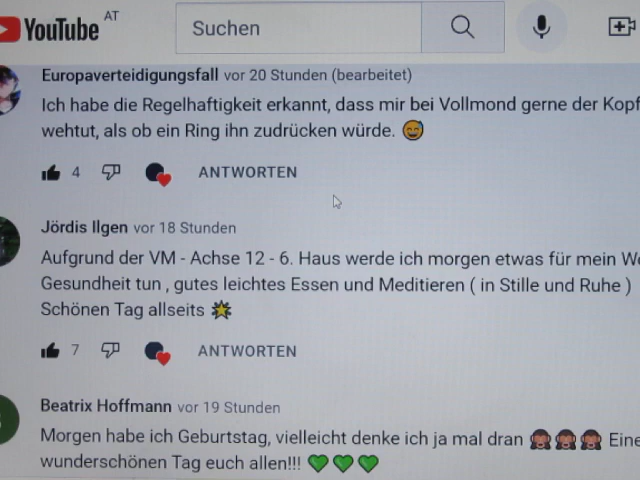 YouTube AT
Suchen
Europaverteidigungsfall vor 20 Stunden (bearbeitet)
Ich habe die Regelhaftigkeit erkannt, dass mir bei Vollmond gerne der Kopf
wehtut, als ob ein Ring ihn zudrücken würde. 😅
4 ANTWORTEN
Jördis Ilgen vor 18 Stunden
Aufgrund der VM - Achse 12 - 6. Haus werde ich morgen etwas für mein
Gesundheit tun , gutes leichtes Essen und Meditieren ( in Stille und Ruhe )
Schönen Tag allseits 🌟
7 ANTWORTEN
Beatrix Hoffmann vor 19 Stunden
Morgen habe ich Geburtstag, vielleicht denke ich ja mal dran 🙊🙊🙊 Eine
wunderschönen Tag euch allen!!! 💚💚💚